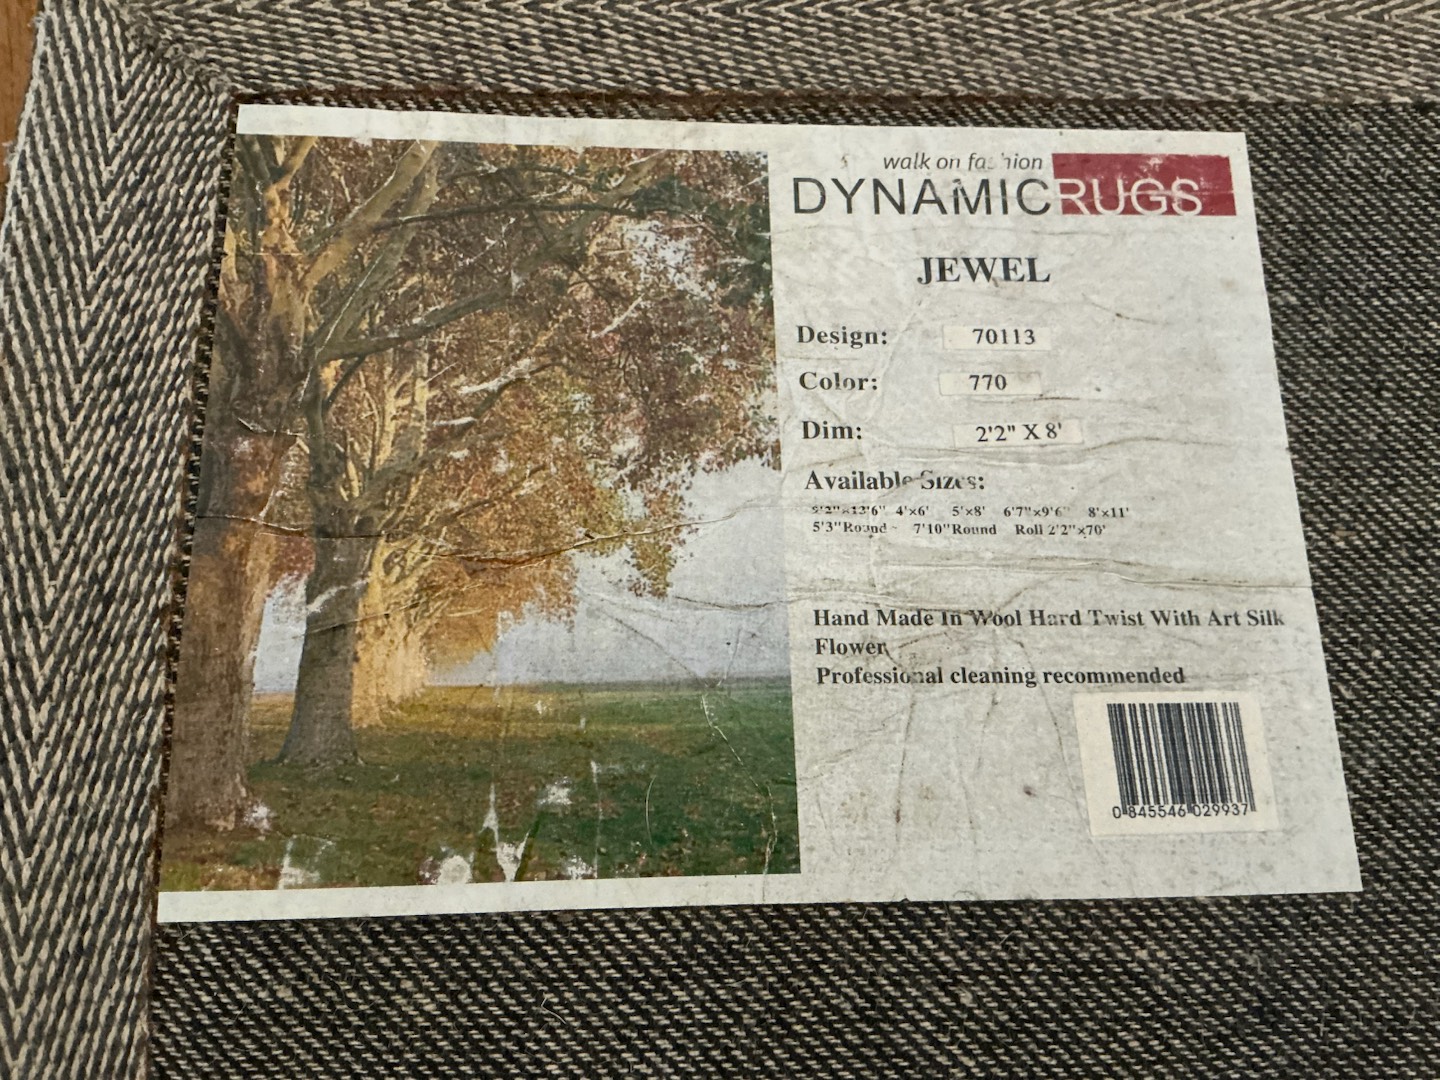 walk on fashion
DYNAMICRUGS
JEWEL
Design: 70113
Color: 770
Dim: 2'2" X 8'
Available Sizes:
4'x6' 5'x8' 6'7"x9'6" 8'x11'
5'3"Round 7'10"Round Roll 2'2"x70'
Hand Made In Wool Hard Twist With Art Silk
Flower
Professional cleaning recommended
0 845546 029937